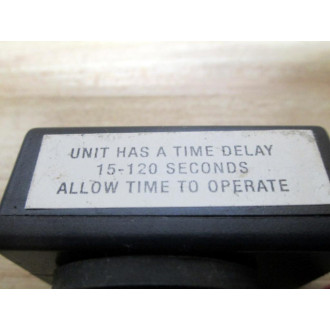 UNIT HAS A TIME DELAY
15-120 SECONDS
ALLOW TIME TO OPERATE